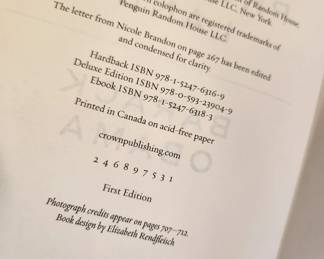 colophon are registered trademarks of
Penguin Random House LLC.
The letter from Nicole Brandon on page 267 has been edited
and condensed for clarity
Hardback ISBN 978-1-5247-6316-9
Deluxe Edition ISBN 978-0-593-23904-9
Ebook ISBN 978-1-5247-6318-3
Printed in Canada on acid-free paper
crownpublishing.com
2 4 6 8 9 7 5 3 1
First Edition
Photograph credits appear on pages 707–712.
Book design by Elizabeth Rendfleisch